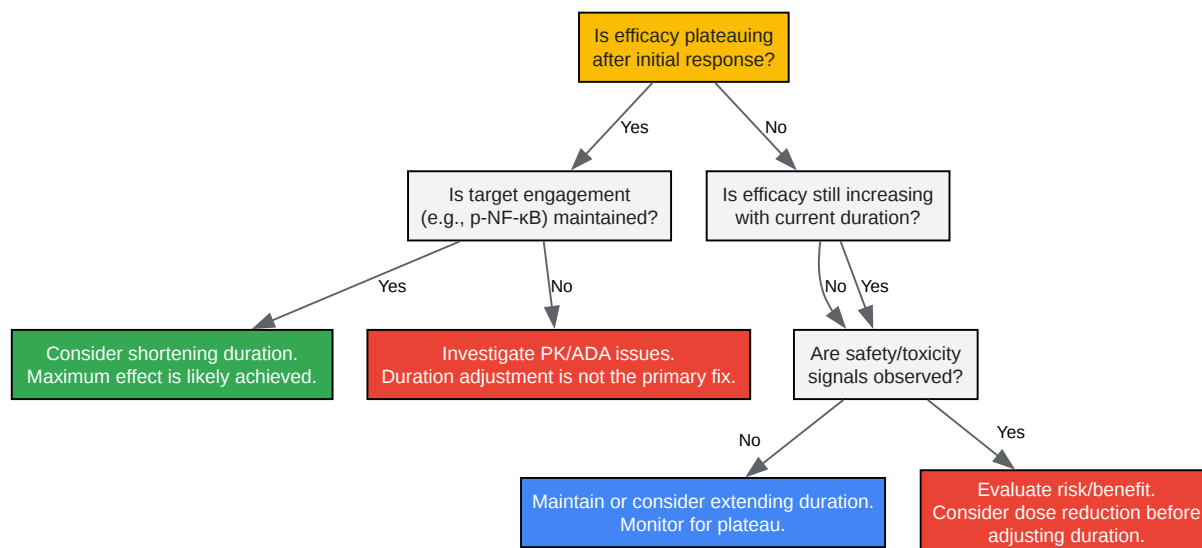 Is efficacy plateauing
after initial response?
Yes
No
Is target engagement
(e.g., p-NF-κB) maintained?
Is efficacy still increasing
with current duration?
Yes
No
No
Yes
Consider shortening duration.
Maximum effect is likely achieved.
Investigate PK/ADA issues.
Duration adjustment is not the primary fix.
Are safety/toxicity
signals observed?
No
Yes
Maintain or consider extending duration.
Monitor for plateau.
Evaluate risk/benefit.
Consider dose reduction before
adjusting duration.